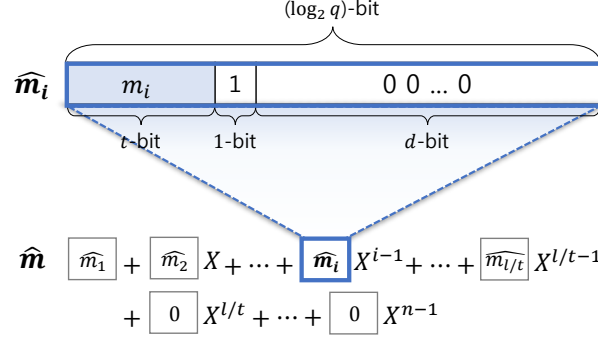 (log₂ q)-bit
m̂ᵢ mᵢ 1 0 0 ... 0
t-bit 1-bit d-bit
m̂ m̂₁ + m̂₂ X + ⋯ + m̂ᵢ Xⁱ⁻¹ + ⋯ + m̂_{l/t} X^{l/t−1}
+ 0 X^{l/t} + ⋯ + 0 Xⁿ⁻¹